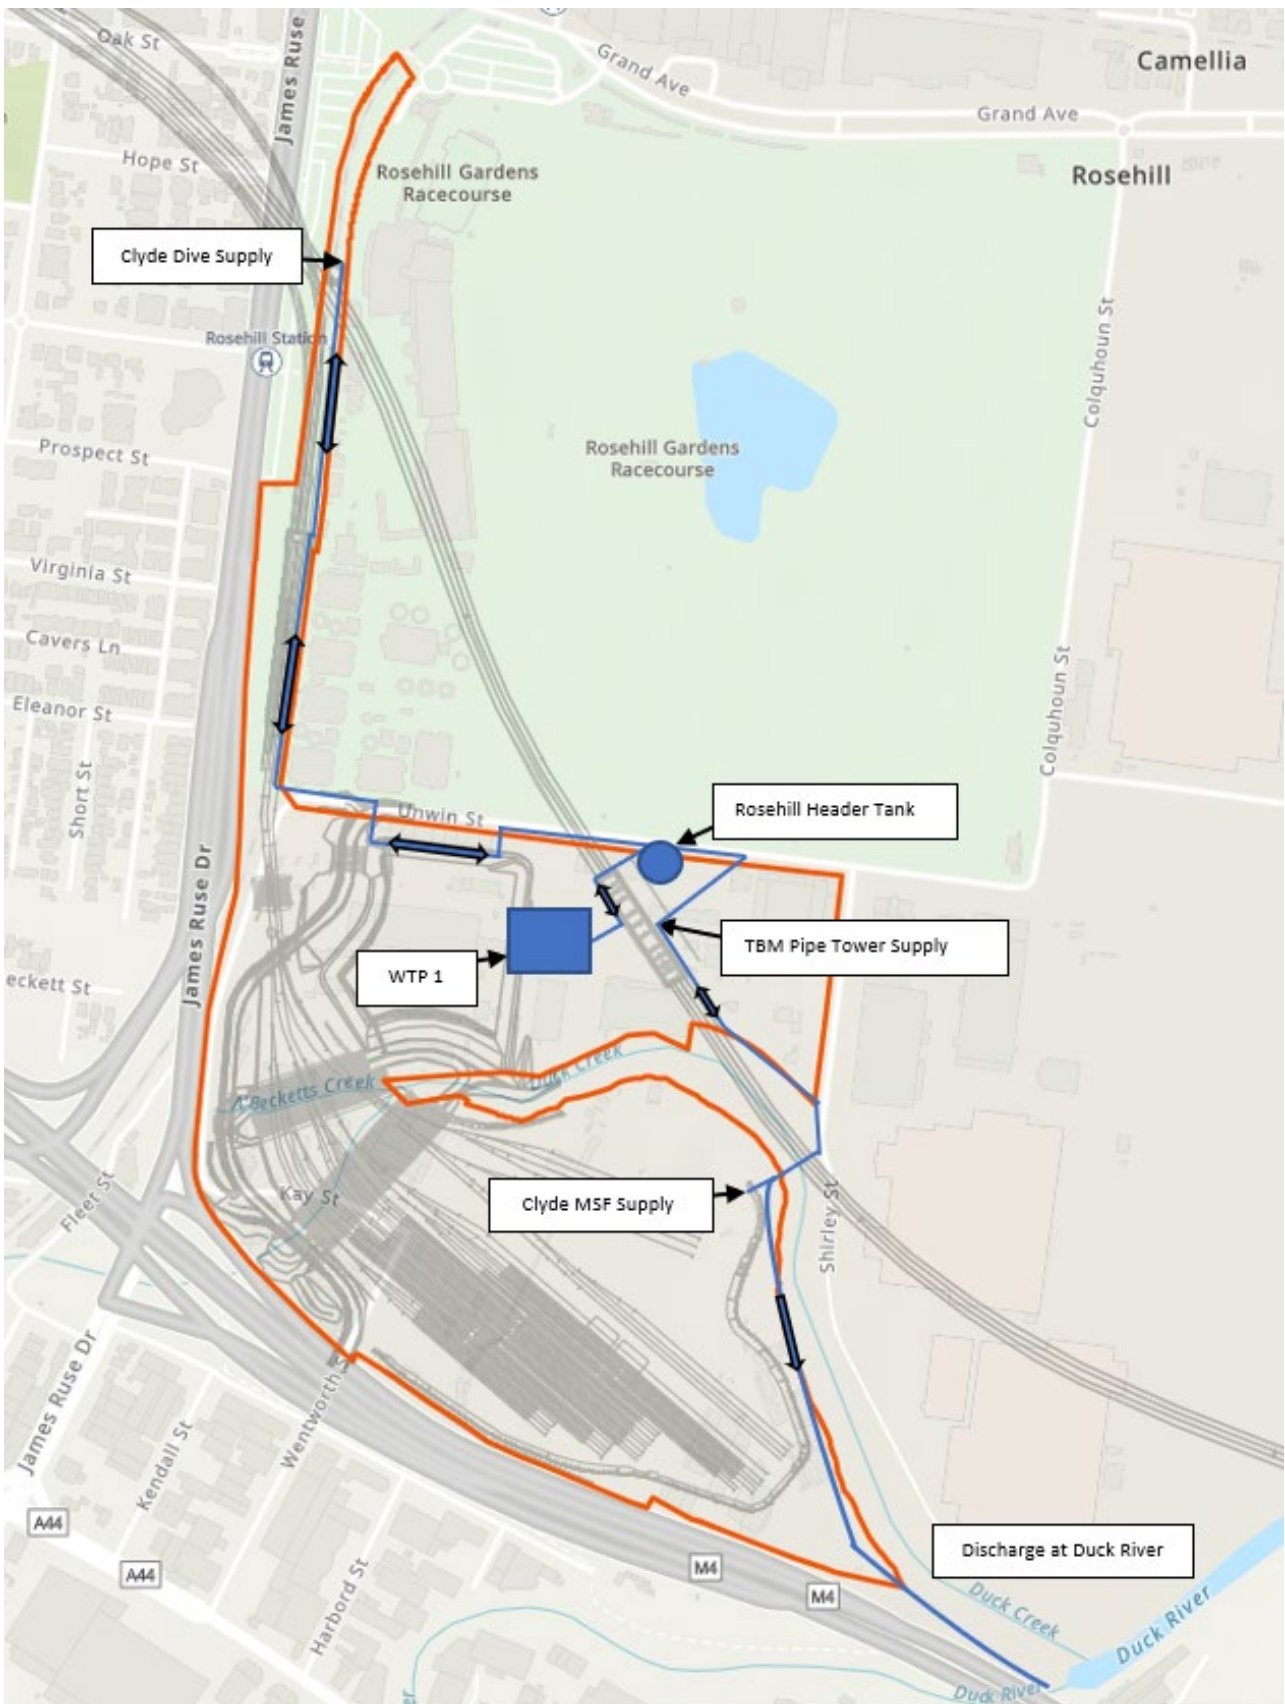 Oak St
James Ruse
Grand Ave
Camellia
Grand Ave
Hope St
Rosehill Gardens
Racecourse
Rosehill
Clyde Dive Supply
Rosehill Station
Colquhoun St
Prospect St
Rosehill Gardens
Racecourse
Virginia St
Cavers Ln
Eleanor St
Short St
Colquhoun St
Unwin St
Rosehill Header Tank
James Ruse Dr
TBM Pipe Tower Supply
WTP 1
eckett St
Duck Creek
A'Becketts Creek
Fleet St
Kay St
Clyde MSF Supply
Shirley St
James Ruse Dr
Kendall St
Wentworth S
A44
Discharge at Duck River
A44
M4
M4
Harbord St
Duck Creek
Duck River
Duck River